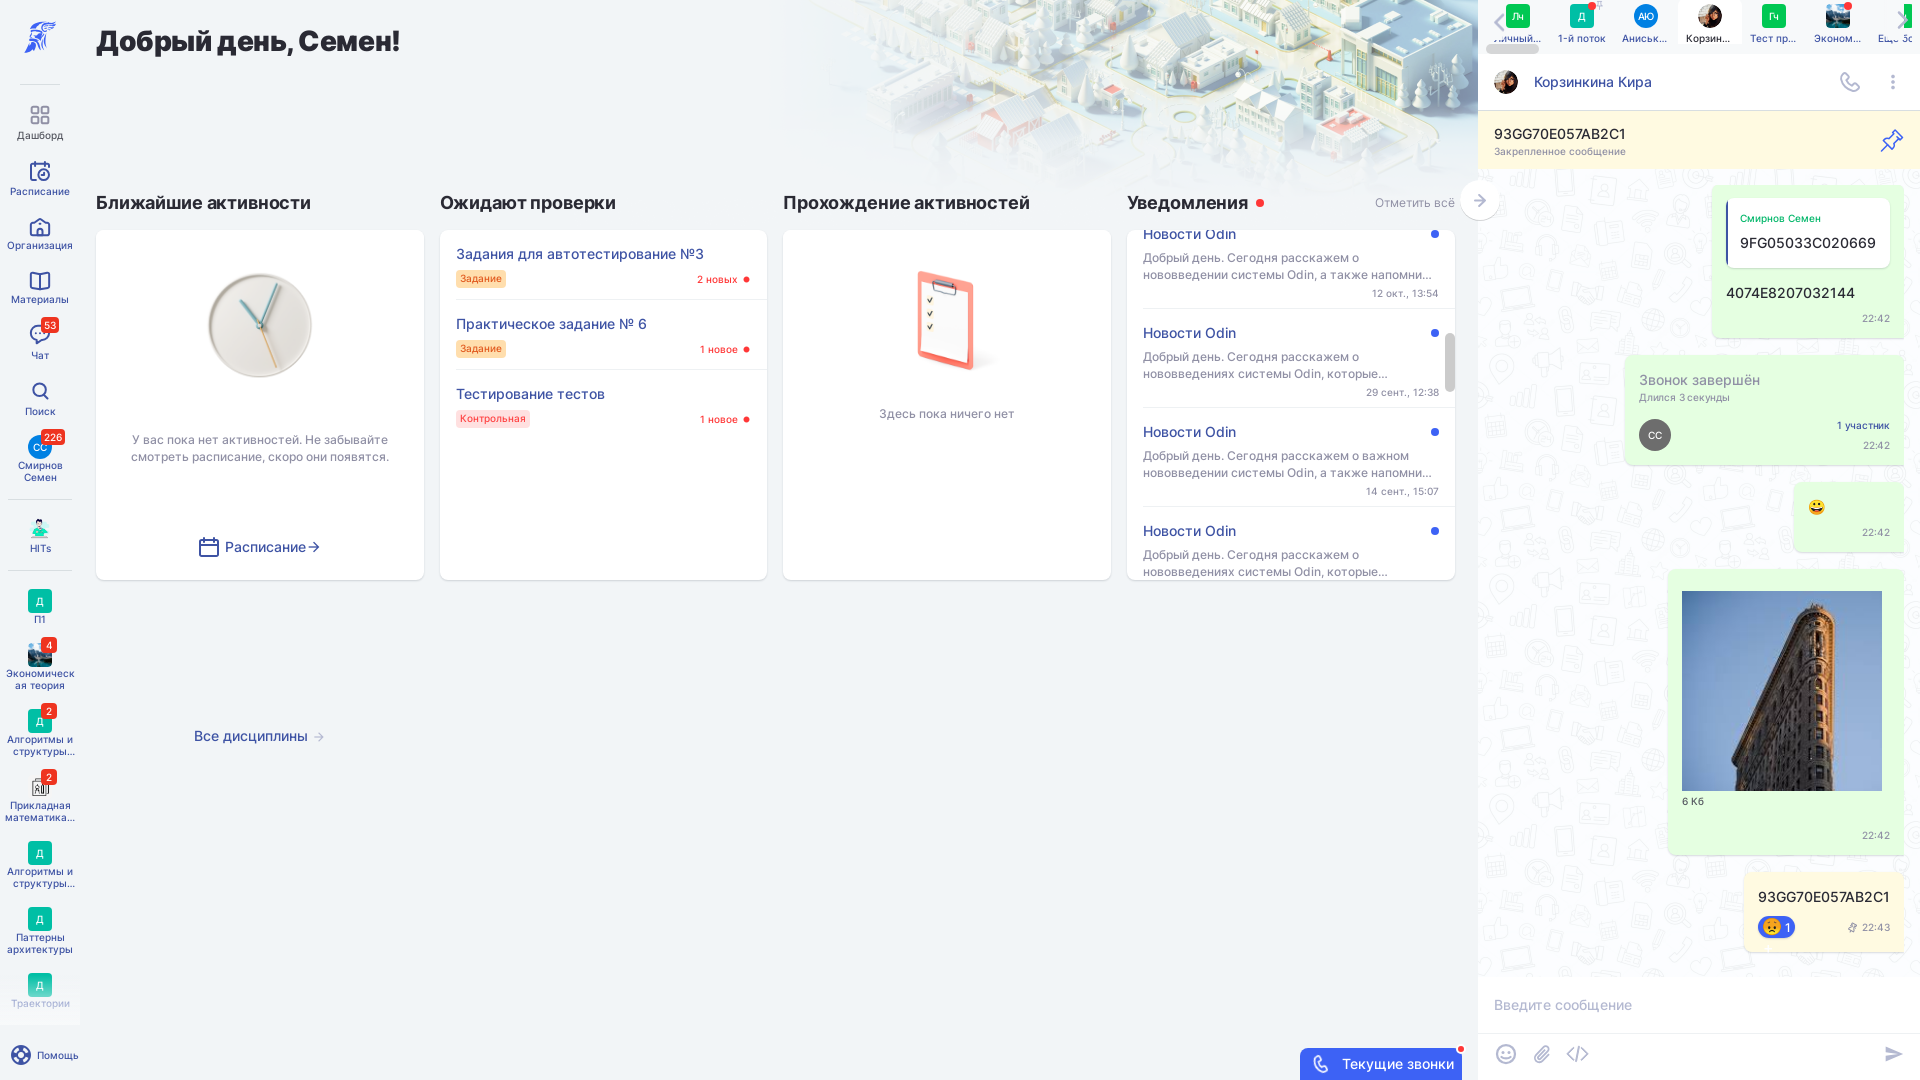 Добрый день, Семен!
Дашборд
Расписание
Организация
Материалы
53
Чат
Поиск
СС
226
Смирнов
Семен
HITs
Д
П1
4
Экономическ
ая теория
Д
2
Алгоритмы и
структуры...
2
Прикладная
математика...
Д
Алгоритмы и
структуры...
Д
Паттерны
архитектуры
Д
Траектории
Помощь
Ближайшие активности
У вас пока нет активностей. Не забывайте
смотреть расписание, скоро они появятся.
Расписание
Ожидают проверки
Задания для автотестирование №3
Задание
2 новых
Практическое задание № 6
Задание
1 новое
Тестирование тестов
Контрольная
1 новое
Прохождение активностей
Здесь пока ничего нет
Уведомления
Отметить всё
Новости Odin
Добрый день. Сегодня расскажем о
нововведении системы Odin, а также напомни...
12 окт., 13:54
Новости Odin
Добрый день. Сегодня расскажем о
нововведениях системы Odin, которые...
29 сент., 12:38
Новости Odin
Добрый день. Сегодня расскажем о важном
нововведении системы Odin, а также напомни...
14 сент., 15:07
Новости Odin
Добрый день. Сегодня расскажем о
нововведениях системы Odin, которые...
Все дисциплины
Текущие звонки
Лч
Личный...
Д
1-й поток
АЮ
Аниськ...
Корзин...
Гч
Тест пр...
Эконом...
Еще бо
Корзинкина Кира
93GG70E057AB2C1
Закрепленное сообщение
Смирнов Семен
9FG05033C020669
4074E8207032144
22:42
Звонок завершён
Длился 3 секунды
СС
1 участник
22:42
22:42
6 Кб
22:42
93GG70E057AB2C1
1
22:43
Введите сообщение